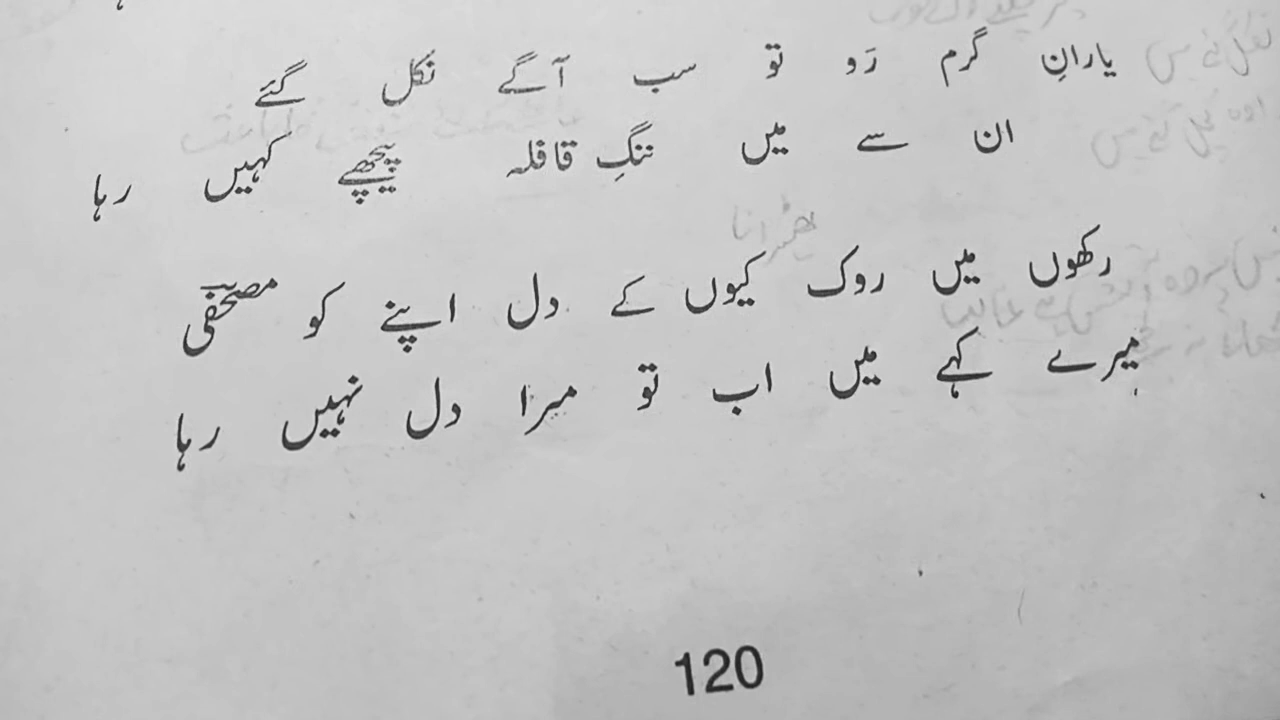 یارانِ گرم رَو تو سب آگے نکل گئے
ان سے میں ننگِ قافلہ پیچھے کہیں رہا
رکھوں میں روک کیوں کے دل اپنے کو مصحفیؔ
میرے کہے میں اب تو مرا دل نہیں رہا
120